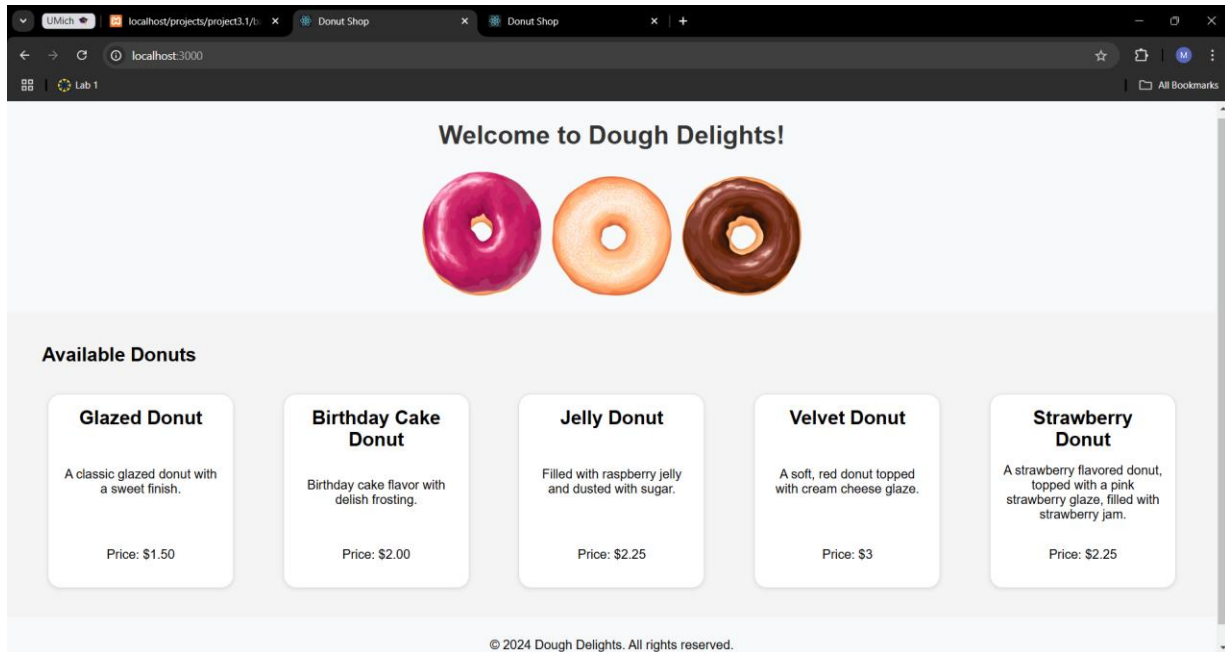 UMich
localhost/projects/project3.1/b
Donut Shop
Donut Shop
localhost:3000
M
Lab 1
All Bookmarks
Welcome to Dough Delights!
Available Donuts
Glazed Donut
A classic glazed donut with
a sweet finish.
Price: $1.50
Birthday Cake
Donut
Birthday cake flavor with
delish frosting.
Price: $2.00
Jelly Donut
Filled with raspberry jelly
and dusted with sugar.
Price: $2.25
Velvet Donut
A soft, red donut topped
with cream cheese glaze.
Price: $3
Strawberry
Donut
A strawberry flavored donut,
topped with a pink
strawberry glaze, filled with
strawberry jam.
Price: $2.25
© 2024 Dough Delights. All rights reserved.